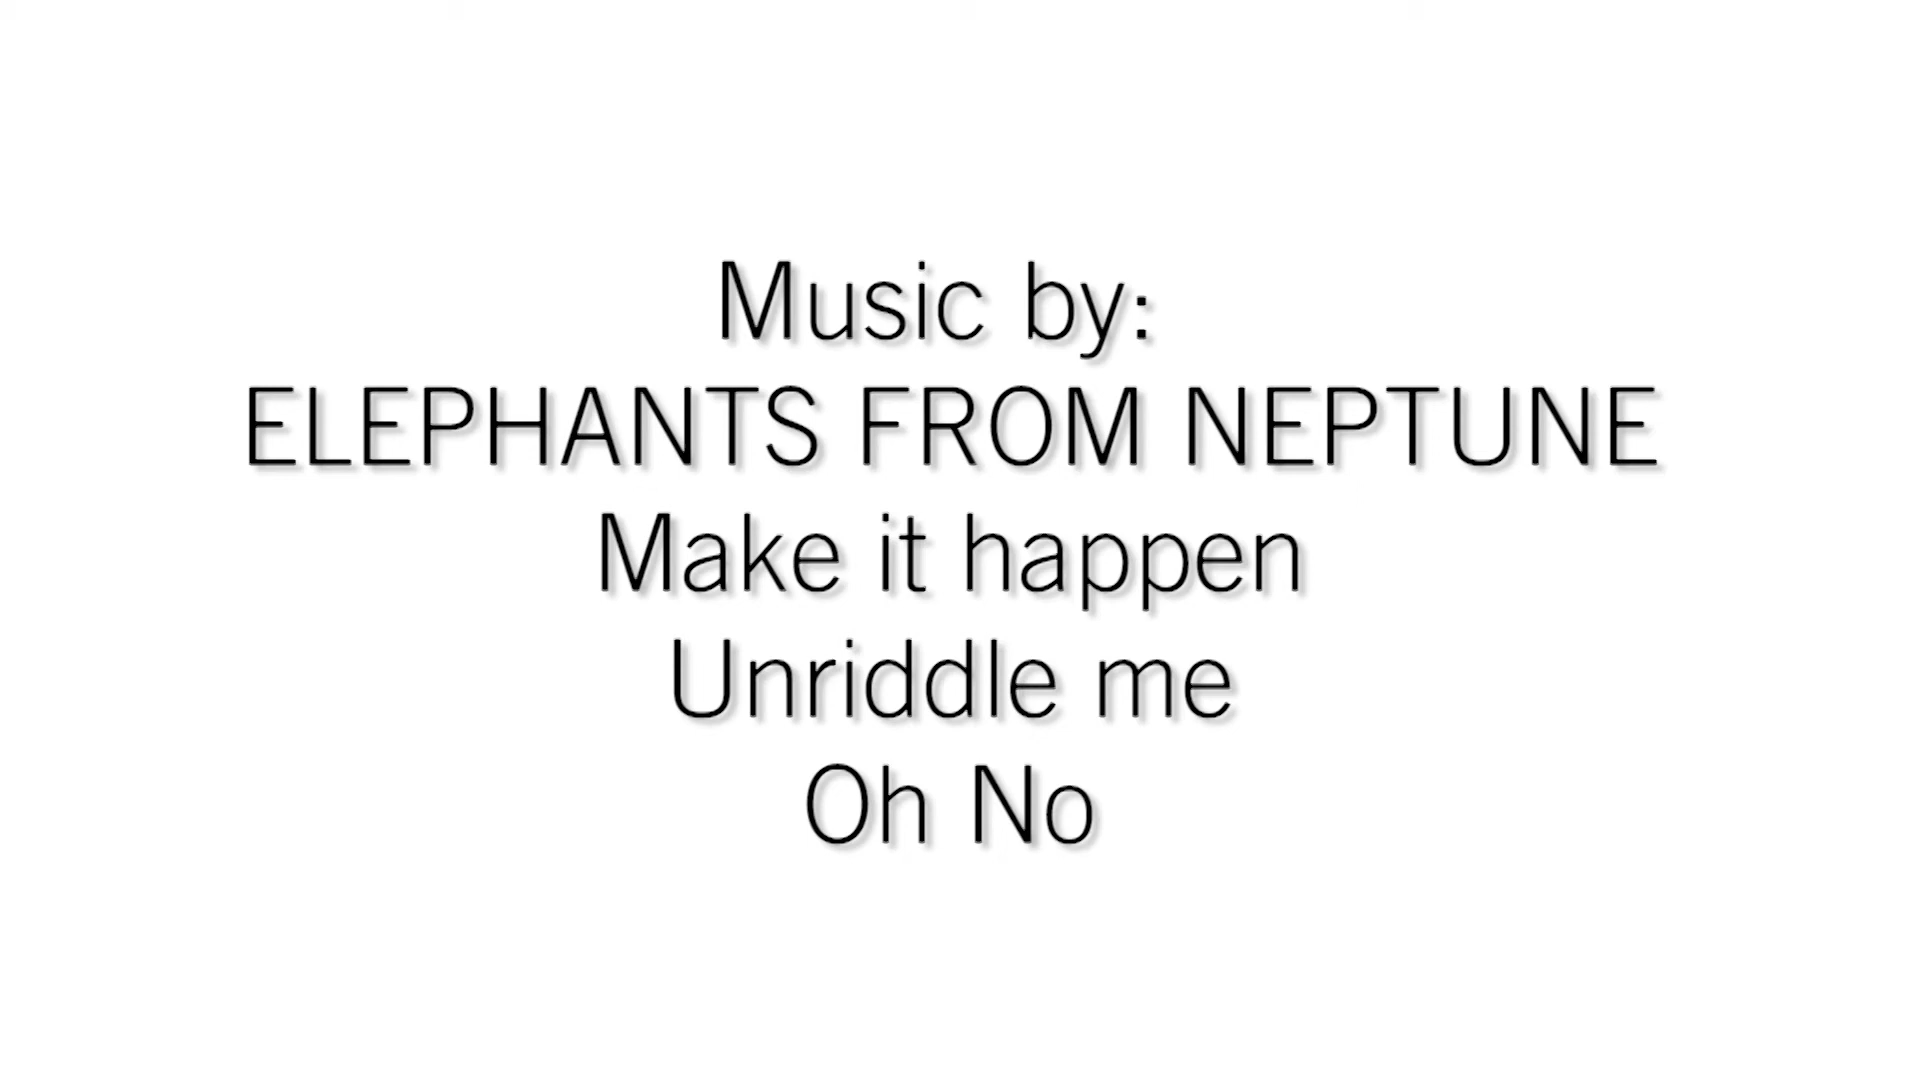 Music by:
ELEPHANTS FROM NEPTUNE
Make it happen
Unriddle me
Oh No